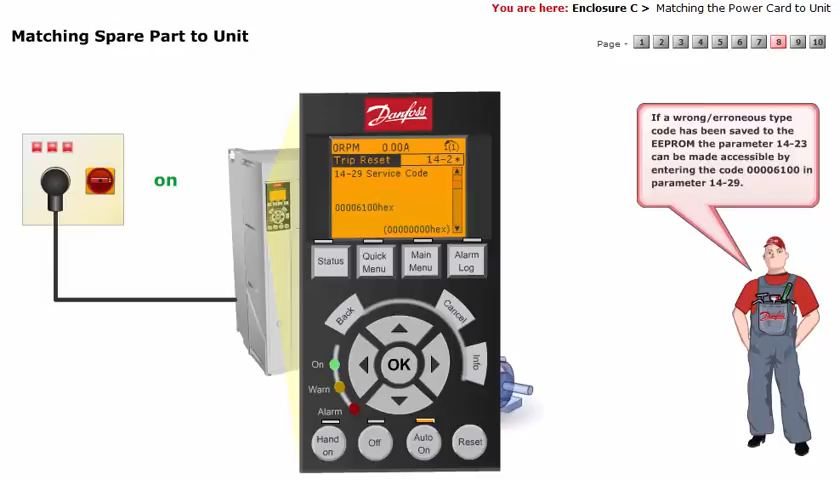 You are here: Enclosure C > Matching the Power Card to Unit
Matching Spare Part to Unit
Page - 1 2 3 4 5 6 7 8 9 10
If a wrong/erroneous type
code has been saved to the
EEPROM the parameter 14-23
can be made accessible by
entering the code 00006100 in
parameter 14-29.
on
Danfoss
0RPM 0.00A 1(1)
Trip Reset 14-2*
14-29 Service Code
00006100hex
(00000000hex)
Status
Quick
Menu
Main
Menu
Alarm
Log
Back
Cancel
Info
OK
On
Warn
Alarm
Hand
on
Off
Auto
On
Reset
Danfoss